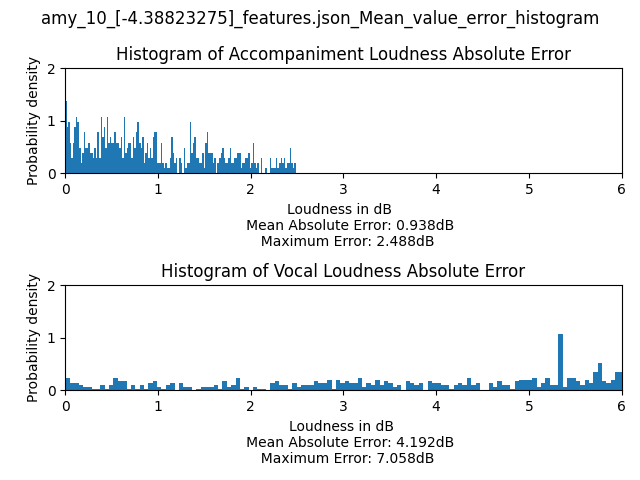 amy_10_[-4.38823275]_features.json_Mean_value_error_histogram
Histogram of Accompaniment Loudness Absolute Error
Probability density
2
1
0
0 1 2 3 4 5 6
Loudness in dB
Mean Absolute Error: 0.938dB
Maximum Error: 2.488dB
Histogram of Vocal Loudness Absolute Error
Probability density
2
1
0
0 1 2 3 4 5 6
Loudness in dB
Mean Absolute Error: 4.192dB
Maximum Error: 7.058dB